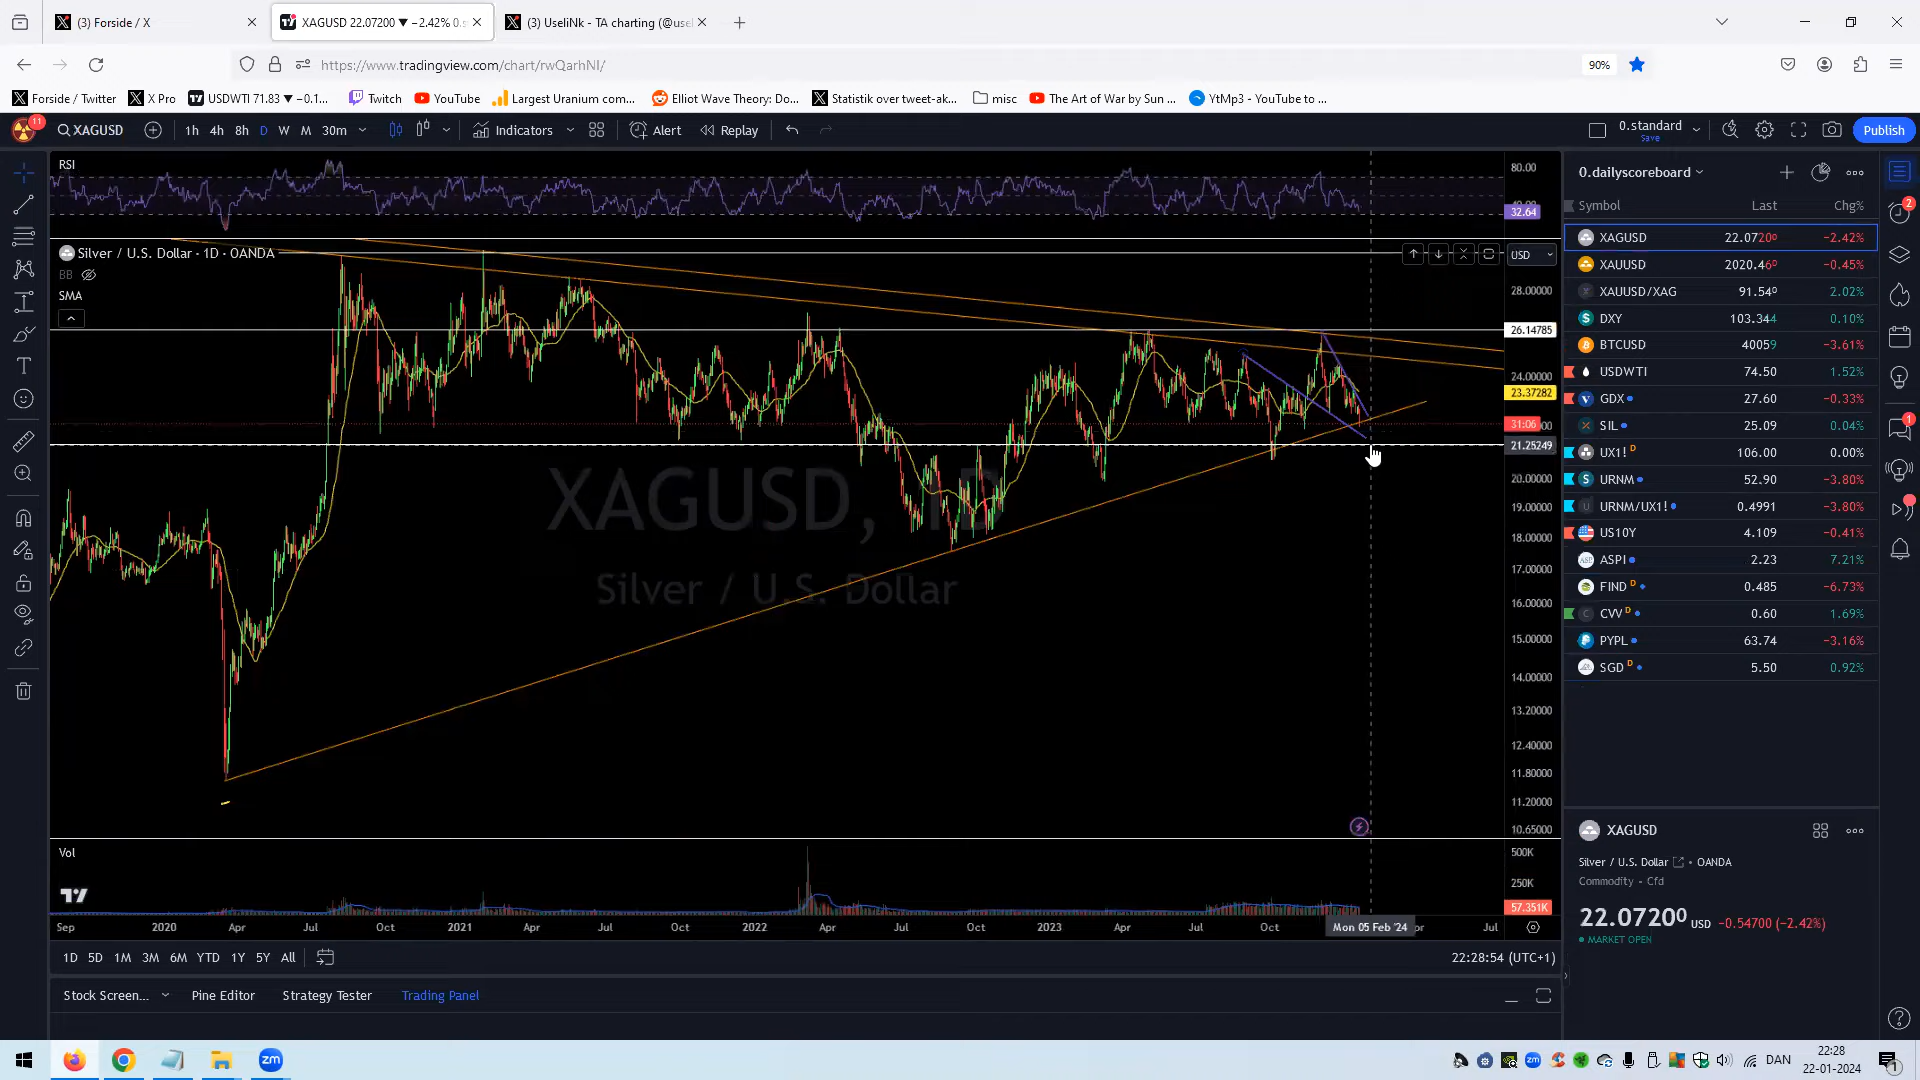 (3) Forside / X
XAGUSD 22.07200 ▼ −2.42% 0.s
(3) UseliNk - TA charting (@use
https://www.tradingview.com/chart/rwQarhNI/
90%
Forside / Twitter
X Pro
USDWTI 71.83 ▼ −0.1...
Twitch
YouTube
Largest Uranium com...
Elliot Wave Theory: Do...
Statistik over tweet-ak...
misc
The Art of War by Sun ...
YtMp3 - YouTube to ...
11
XAGUSD
1h 4h 8h D W M 30m
Indicators
Alert
Replay
0.standard
Save
Publish
RSI
80.00
32.64
Silver / U.S. Dollar · 1D · OANDA
BB
SMA
USD
28.00000
26.14785
24.00000
23.37282
31:06
21.25249
20.00000
19.00000
18.00000
17.00000
16.00000
15.00000
14.00000
13.20000
12.40000
11.80000
11.20000
10.65000
XAGUSD, 1D
Silver / U.S. Dollar
Vol
500K
250K
57.351K
Sep 2020 Apr Jul Oct 2021 Apr Jul Oct 2022 Apr Jul Oct 2023 Apr Jul Oct Mon 05 Feb '24 Jul
1D 5D 1M 3M 6M YTD 1Y 5Y All
22:28:54 (UTC+1)
Stock Screen...
Pine Editor
Strategy Tester
Trading Panel
0.dailyscoreboard
Symbol Last Chg%
XAGUSD 22.07200 −2.42%
XAUUSD 2020.460 −0.45%
XAUUSD/XAG 91.540 2.02%
DXY 103.344 0.10%
BTCUSD 40059 −3.61%
USDWTI 74.50 1.52%
GDX 27.60 −0.33%
SIL 25.09 0.04%
UX1! D 106.00 0.00%
URNM 52.90 −3.80%
URNM/UX1! 0.4991 −3.80%
US10Y 4.109 −0.41%
ASPI 2.23 7.21%
FIND D 0.485 −6.73%
CVV D 0.60 1.69%
PYPL 63.74 −3.16%
SGD D 5.50 0.92%
2
1
XAGUSD
Silver / U.S. Dollar • OANDA
Commodity • Cfd
22.07200 USD −0.54700 (−2.42%)
MARKET OPEN
zm
DAN
22:28
22-01-2024
1